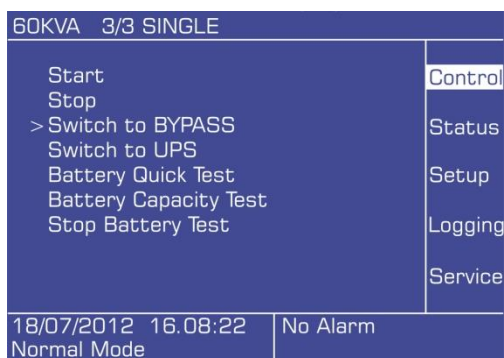 60KVA 3/3 SINGLE
Start
Stop
>Switch to BYPASS
Switch to UPS
Battery Quick Test
Battery Capacity Test
Stop Battery Test
Control
Status
Setup
Logging
Service
18/07/2012 16.08:22
Normal Mode
No Alarm